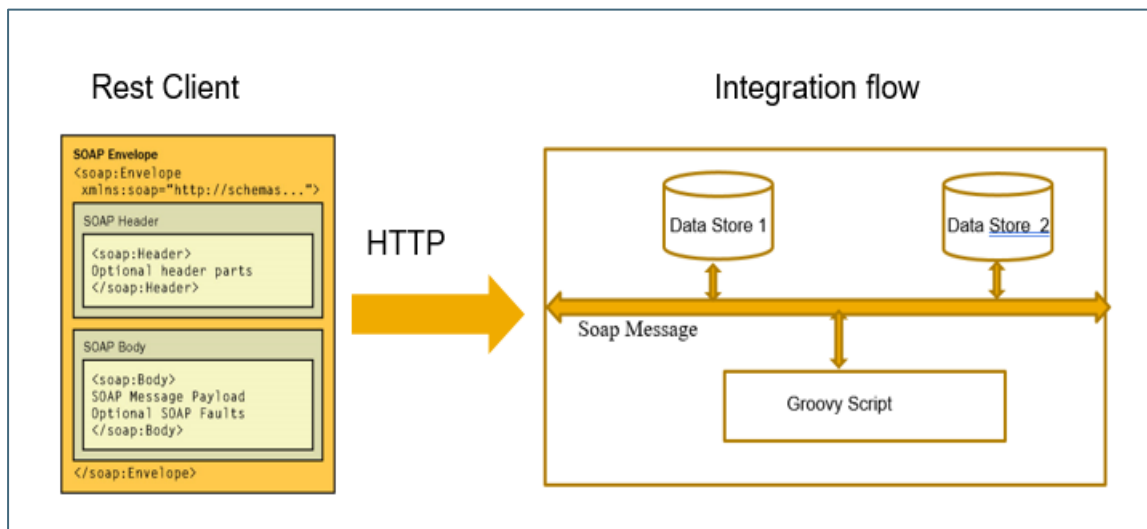 Rest Client
SOAP Envelope
<soap:Envelope
xmlns:soap="http://schemas...">
SOAP Header
<soap:Header>
Optional header parts
</soap:Header>
SOAP Body
<soap:Body>
SOAP Message Payload
Optional SOAP Faults
</soap:Body>
</soap:Envelope>
HTTP
Integration flow
Data Store 1
Data Store 2
Soap Message
Groovy Script